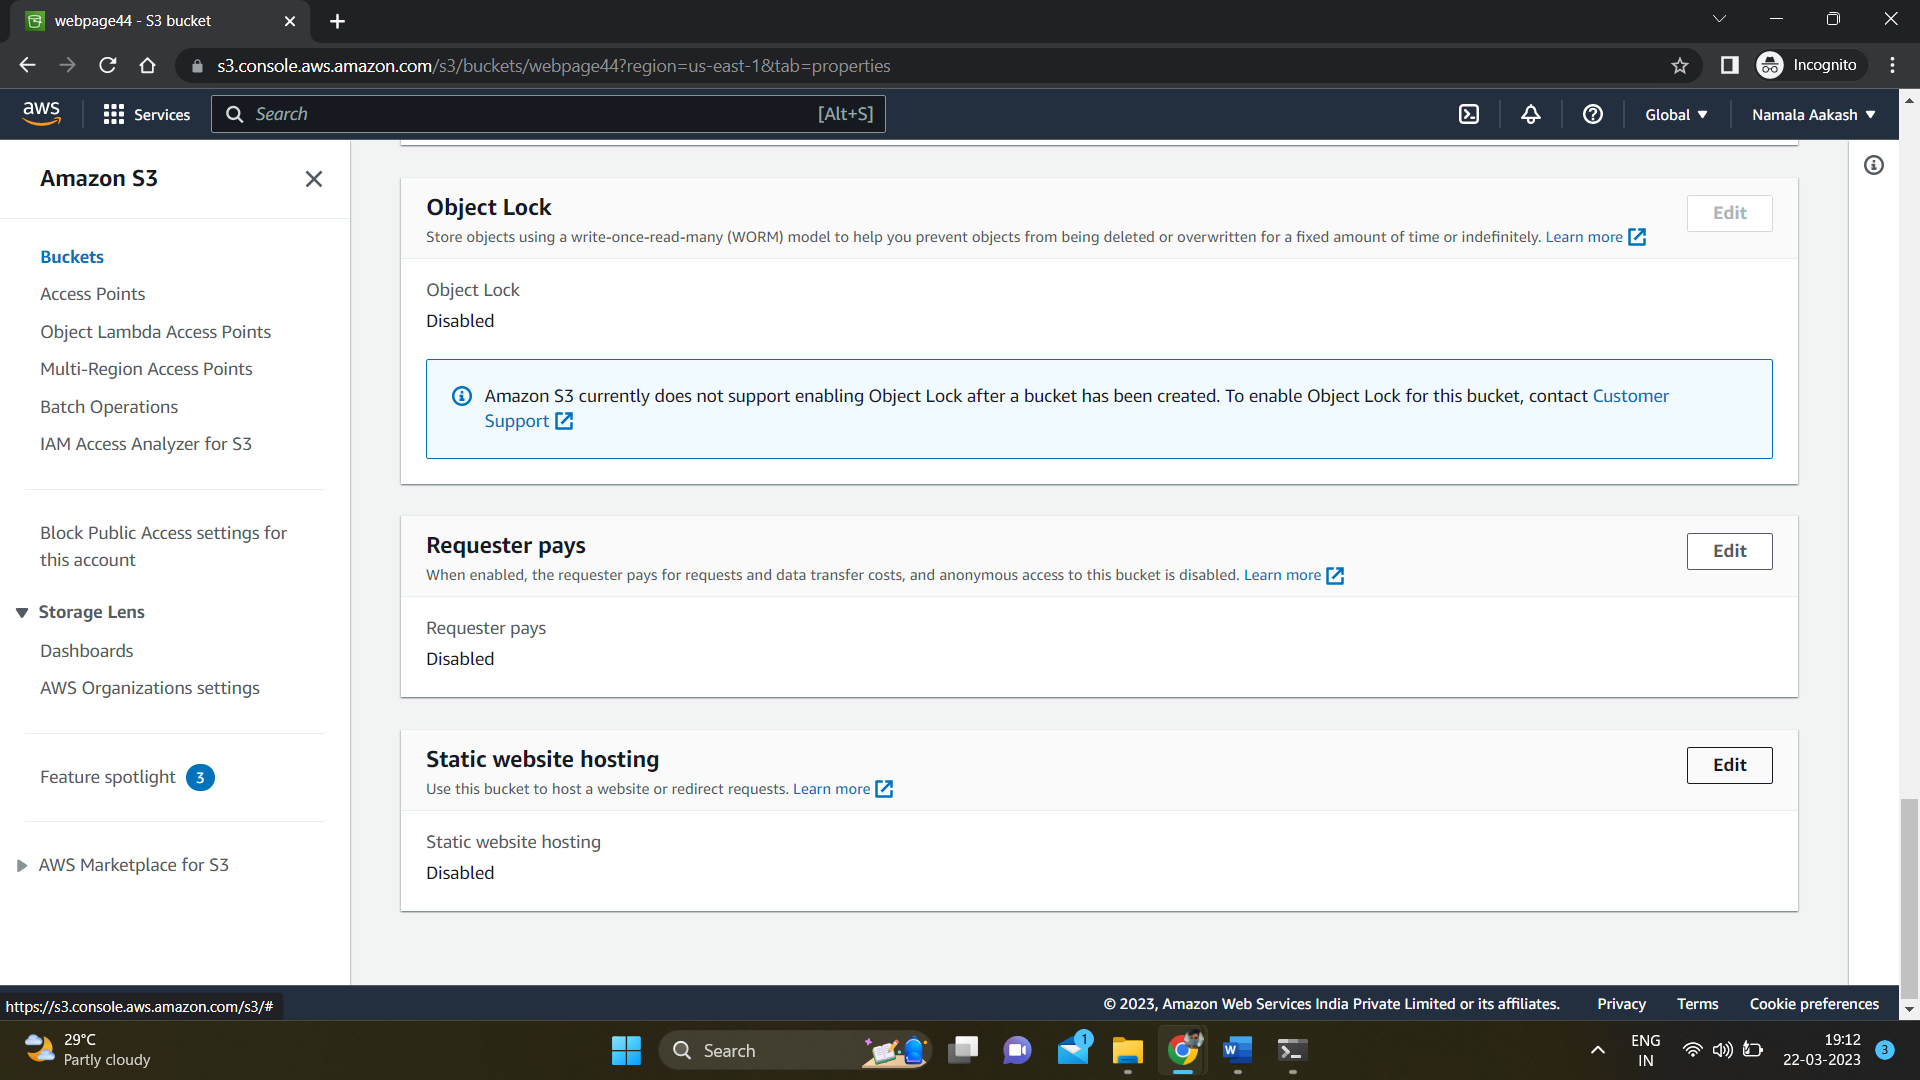 webpage44 - S3 bucket
s3.console.aws.amazon.com/s3/buckets/webpage44?region=us-east-1&tab=properties
Incognito
aws
Services
Search
[Alt+S]
Global
Namala Aakash
Amazon S3
Buckets
Access Points
Object Lambda Access Points
Multi-Region Access Points
Batch Operations
IAM Access Analyzer for S3
Block Public Access settings for
this account
Storage Lens
Dashboards
AWS Organizations settings
Feature spotlight 3
AWS Marketplace for S3
Object Lock
Edit
Store objects using a write-once-read-many (WORM) model to help you prevent objects from being deleted or overwritten for a fixed amount of time or indefinitely. Learn more
Object Lock
Disabled
Amazon S3 currently does not support enabling Object Lock after a bucket has been created. To enable Object Lock for this bucket, contact Customer
Support
Requester pays
Edit
When enabled, the requester pays for requests and data transfer costs, and anonymous access to this bucket is disabled. Learn more
Requester pays
Disabled
Static website hosting
Edit
Use this bucket to host a website or redirect requests. Learn more
Static website hosting
Disabled
https://s3.console.aws.amazon.com/s3/#
© 2023, Amazon Web Services India Private Limited or its affiliates.
Privacy
Terms
Cookie preferences
29°C
Partly cloudy
Search
1
W
ENG
IN
19:12
22-03-2023
3